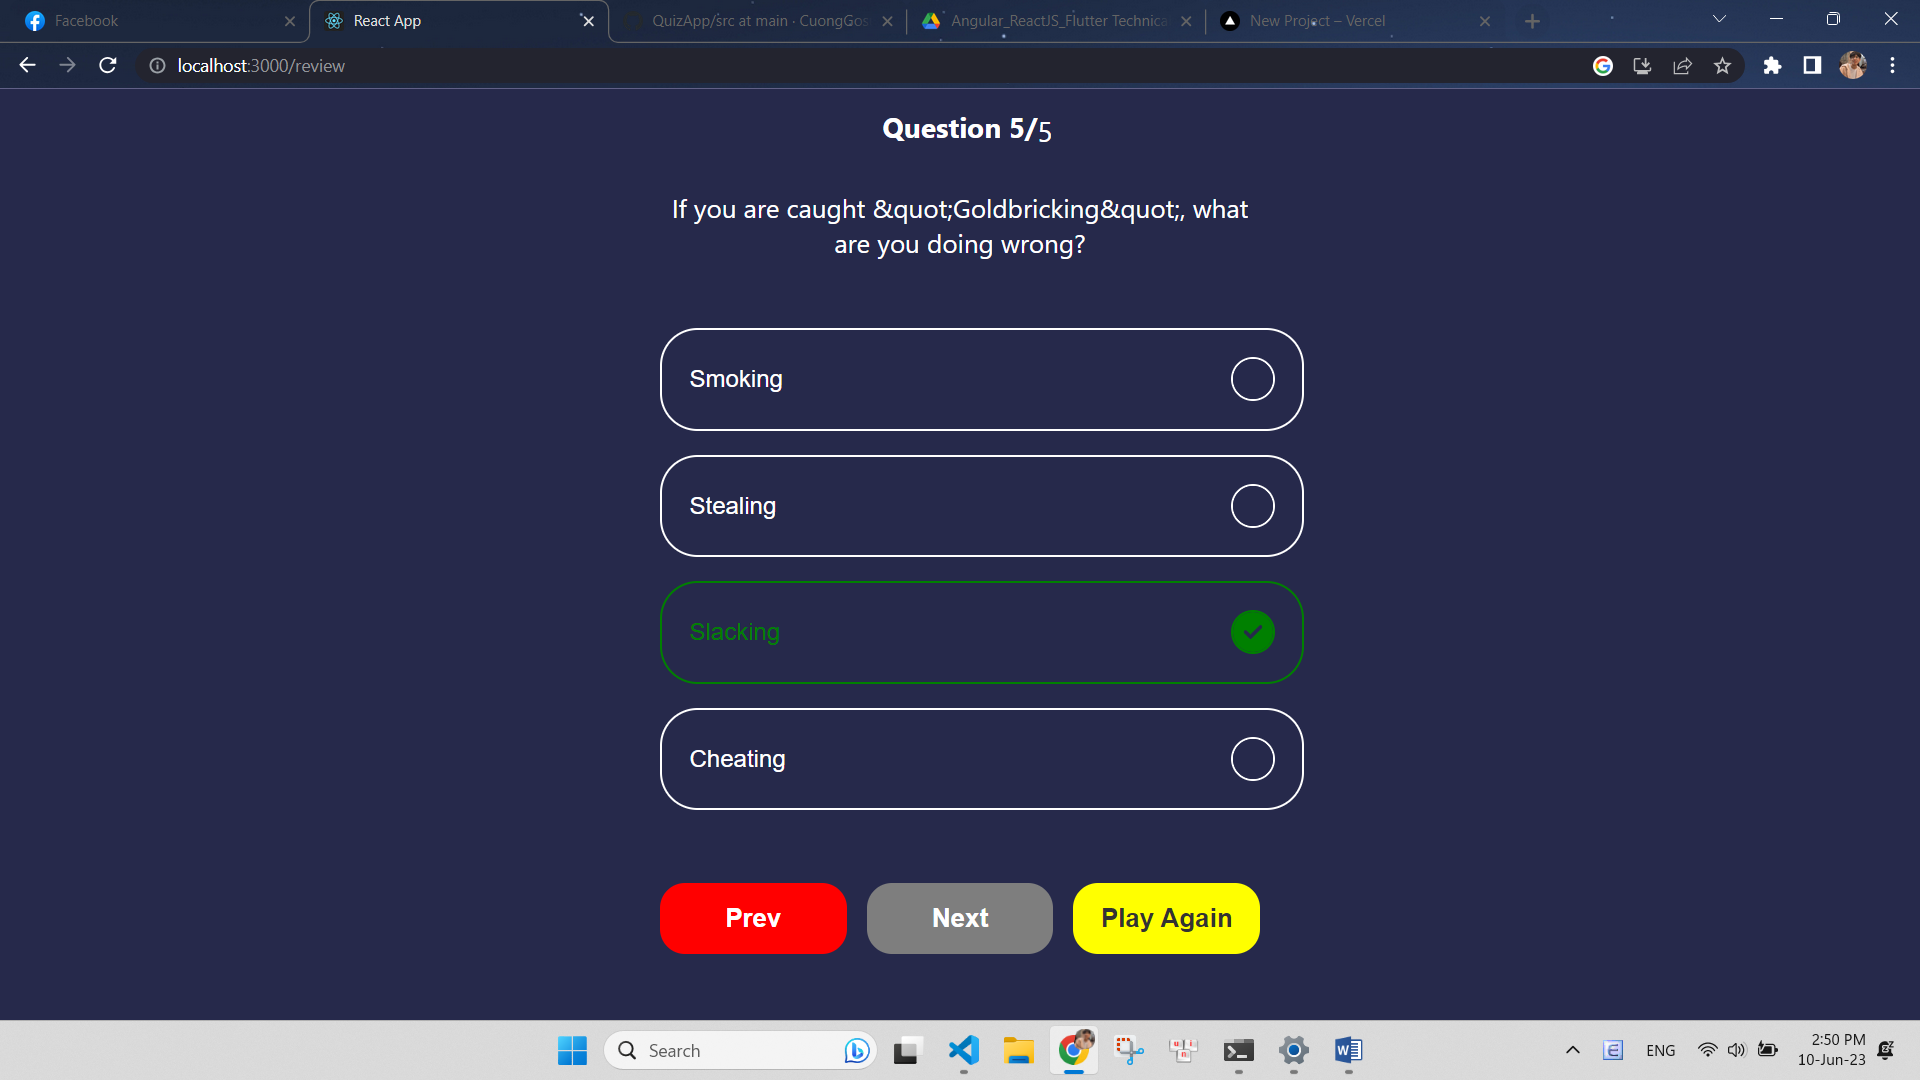 Facebook
React App
QuizApp/src at main · CuongGos
Angular_ReactJS_Flutter Technica
New Project – Vercel
localhost:3000/review
Question 5/5
If you are caught &quot;Goldbricking&quot;, what
are you doing wrong?
Smoking
Stealing
Slacking
Cheating
Prev
Next
Play Again
Search
ENG
2:50 PM
10-Jun-23